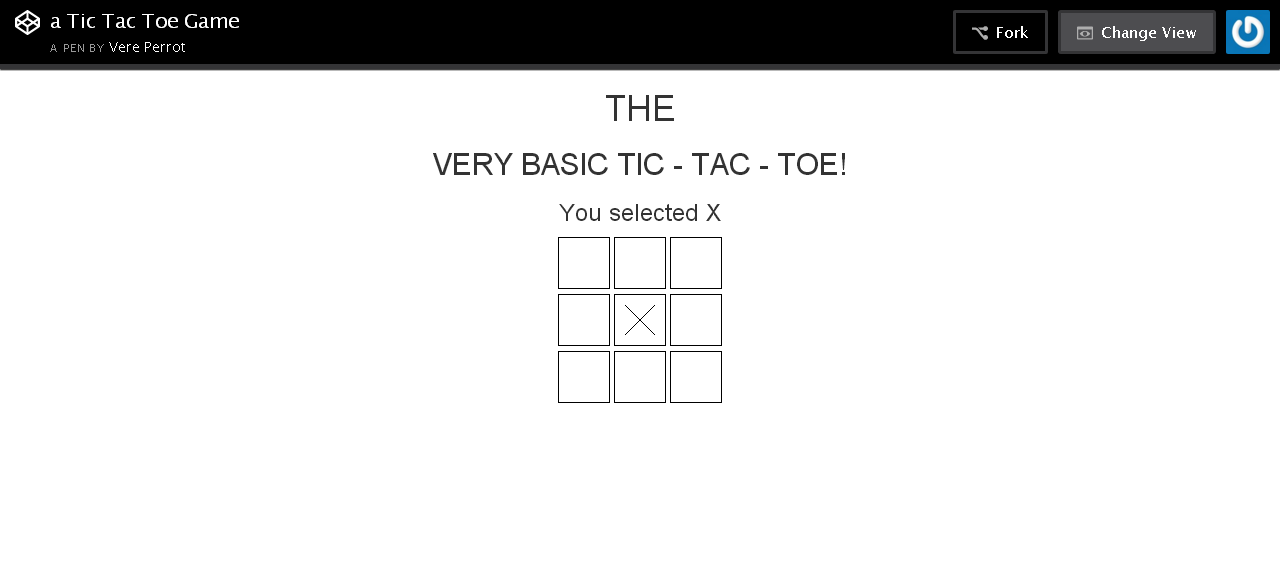 a Tic Tac Toe Game
A PEN BY Vere Perrot
Fork
Change View
THE
VERY BASIC TIC - TAC - TOE!
You selected X